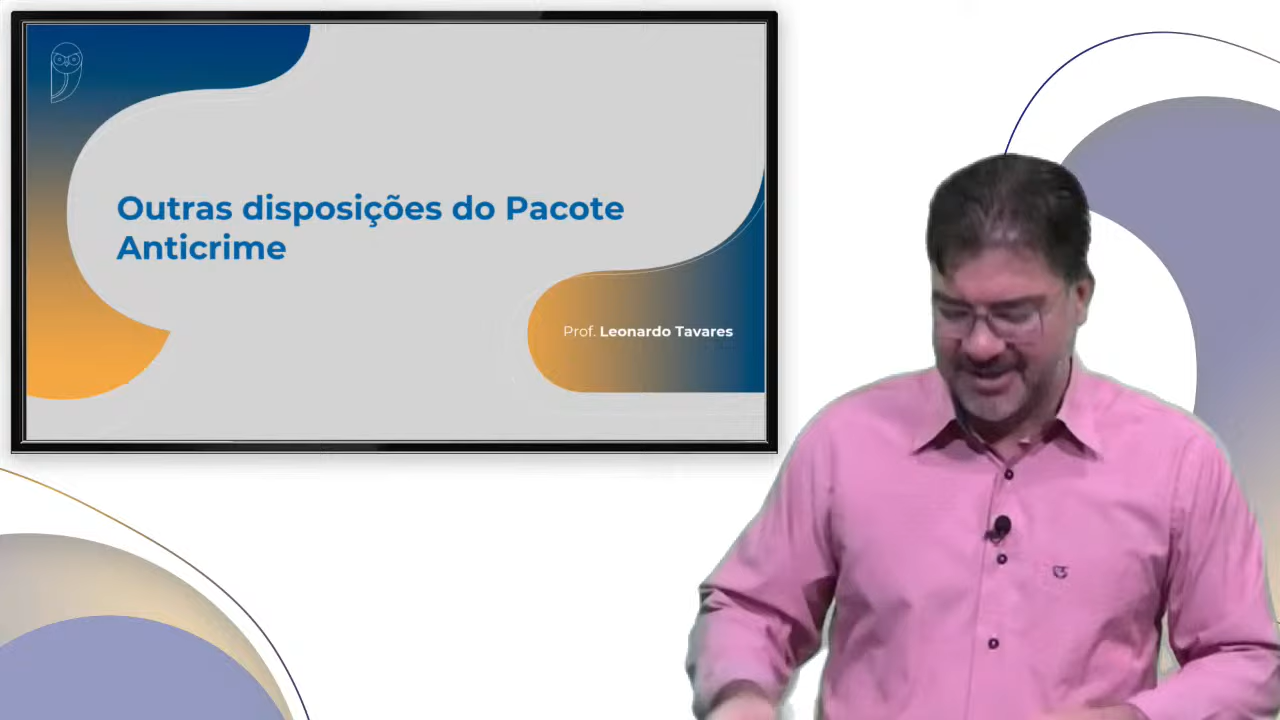 Outras disposições do Pacote
Anticrime
Prof. Leonardo Tavares